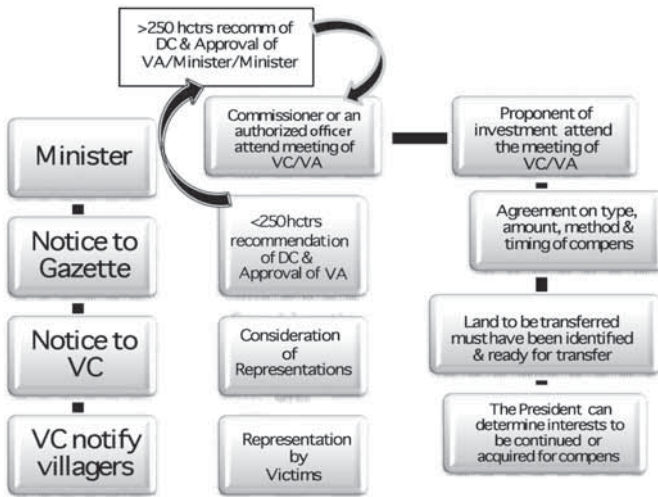 >250 hctrs recomm of
DC & Approval of
VA/Minister/Minister
Minister
Notice to
Gazette
Notice to
VC
VC notify
villagers
Commissioner or an
authorized officer
attend meeting of
VC/VA
<250hctrs
recommendation
of DC &
Approval of VA
Consideration
of
Representations
Representation
by
Victims
Proponent of
investment attend
the meeting of
VC/VA
Agreement on type,
amount, method &
timing of compens
Land to be transferred
must have been identified
& ready for transfer
The President can
determine interests to
be continued or
acquired for compens